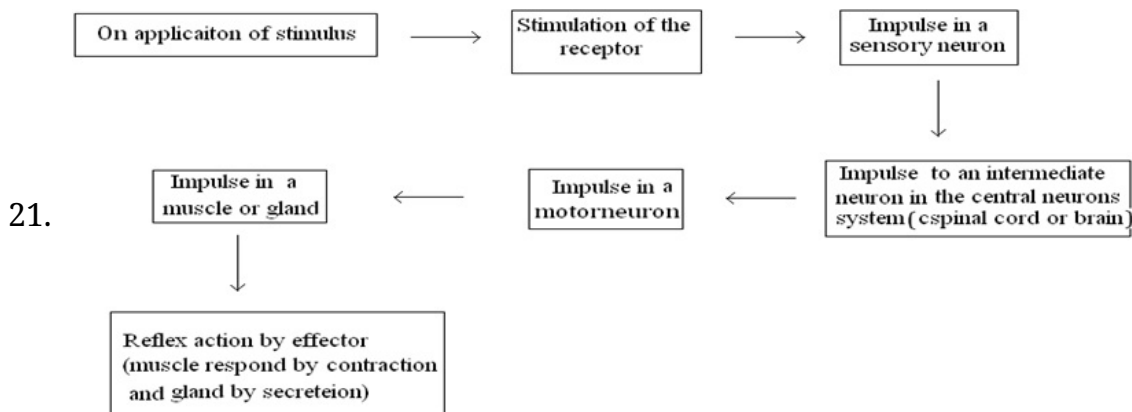 On applicaiton of stimulus
Stimulation of the
receptor
Impulse in a
sensory neuron
Impulse to an intermediate
neuron in the central neurons
system(cspinal cord or brain)
Impulse in a
motorneuron
Impulse in a
muscle or gland
21.
Reflex action by effector
(muscle respond by contraction
and gland by secreteion)